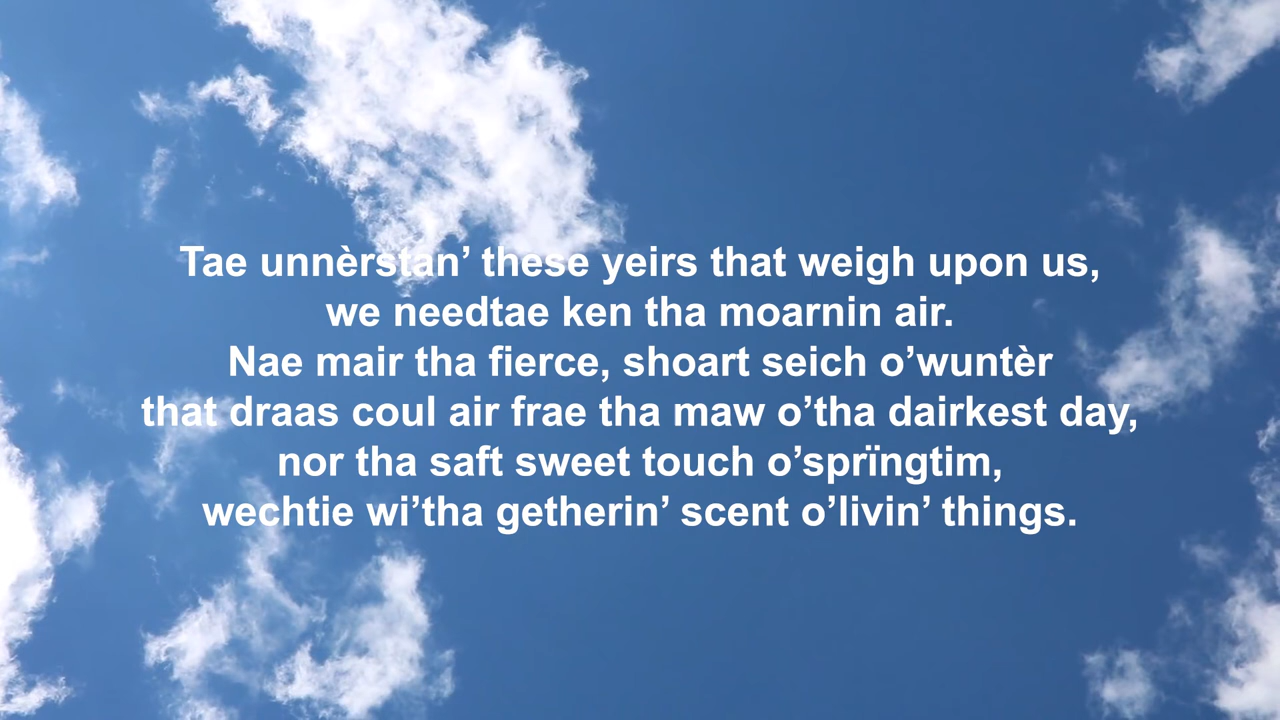 Tae unnèrstan’ these yeirs that weigh upon us,
we needtae ken tha moarnin air.
Nae mair tha fierce, shoart seich o’wuntèr
that draas coul air frae tha maw o’tha dairkest day,
nor tha saft sweet touch o’sprïngtim,
wechtie wi’tha getherin’ scent o’livin’ things.